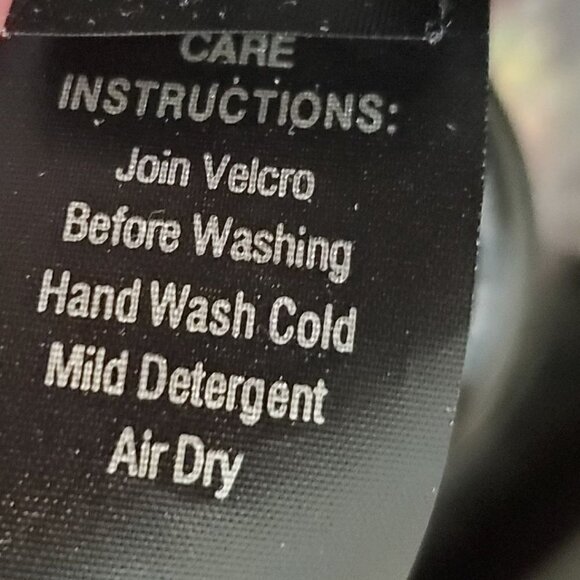 CARE
INSTRUCTIONS:
Join Velcro
Before Washing
Hand Wash Cold
Mild Detergent
Air Dry